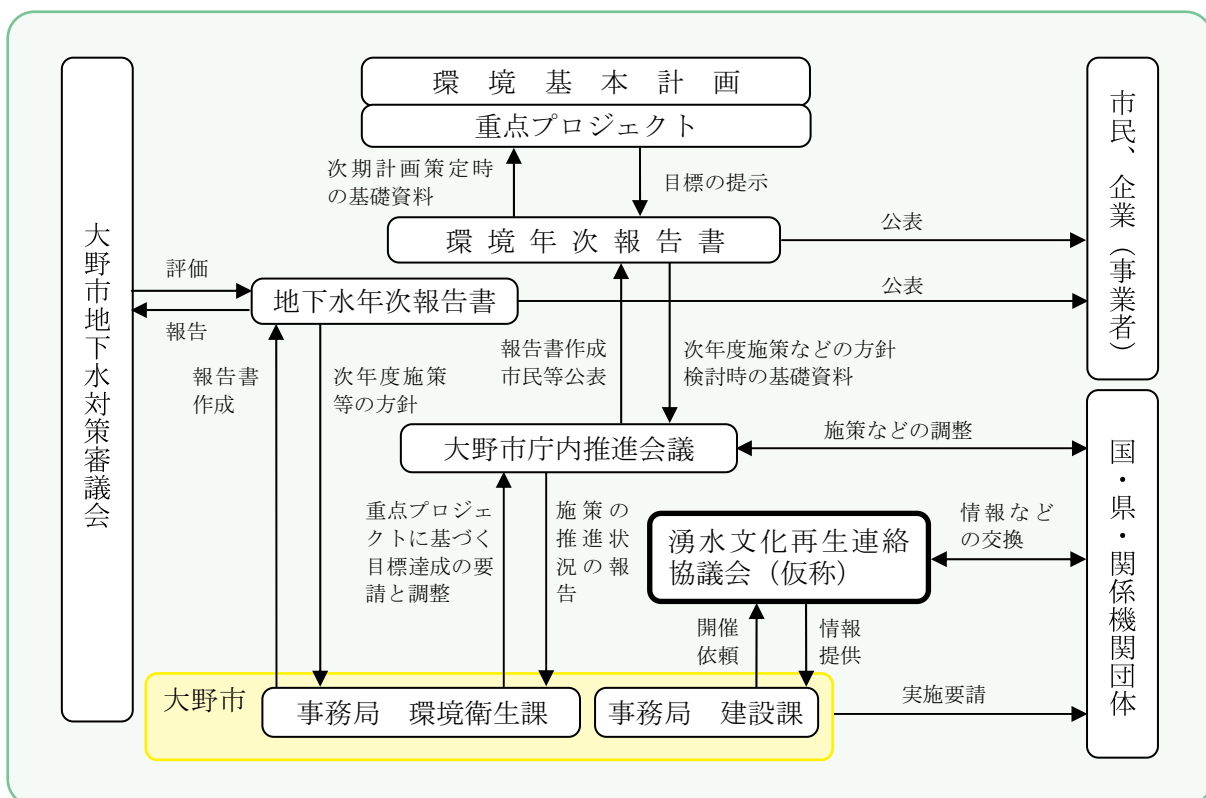 環境基本計画
重点プロジェクト
次期計画策定時
の基礎資料
目標の提示
環境年次報告書
公表
大野市地下水対策審議会
評価
報告
地下水年次報告書
公表
市民、企業（事業者）
報告書
作成
次年度施策
等の方針
報告書作成
市民等公表
次年度施策などの方針
検討時の基礎資料
大野市庁内推進会議
施策などの調整
国・県・関係機関団体
重点プロジェ
クトに基づく
目標達成の要
請と調整
施策の
推進状
況の報
告
湧水文化再生連絡
協議会（仮称）
情報など
の交換
開催
依頼
情報
提供
大野市
事務局　環境衛生課
事務局　建設課
実施要請